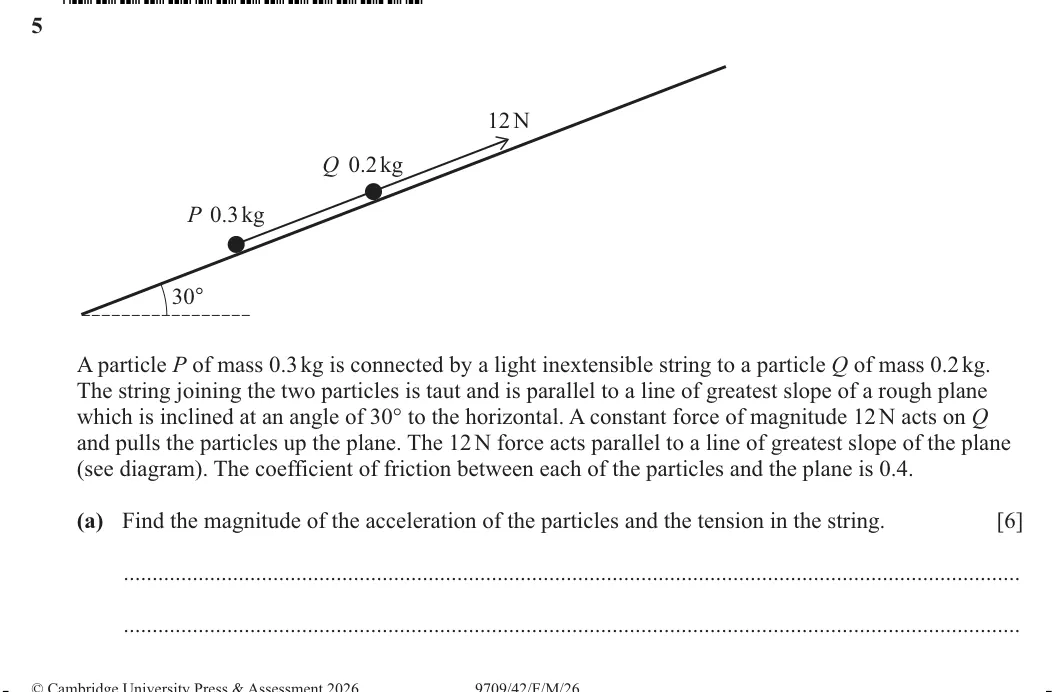 5
12 N
Q 0.2 kg
P 0.3 kg
30°
A particle P of mass 0.3 kg is connected by a light inextensible string to a particle Q of mass 0.2 kg.
The string joining the two particles is taut and is parallel to a line of greatest slope of a rough plane
which is inclined at an angle of 30° to the horizontal. A constant force of magnitude 12 N acts on Q
and pulls the particles up the plane. The 12 N force acts parallel to a line of greatest slope of the plane
(see diagram). The coefficient of friction between each of the particles and the plane is 0.4.
(a) Find the magnitude of the acceleration of the particles and the tension in the string. [6]
© Cambridge University Press & Assessment 2026 9709/42/F/M/26